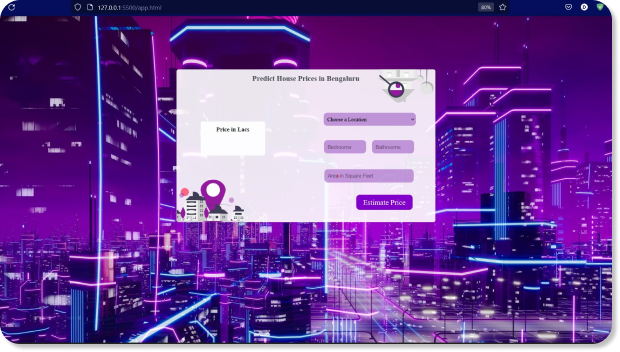 127.0.0.1:5500/app.html
80%
Predict House Prices in Bengaluru
Choose a Location
Price in Lacs
Bedrooms
Bathrooms
Area in Square Feet
Estimate Price